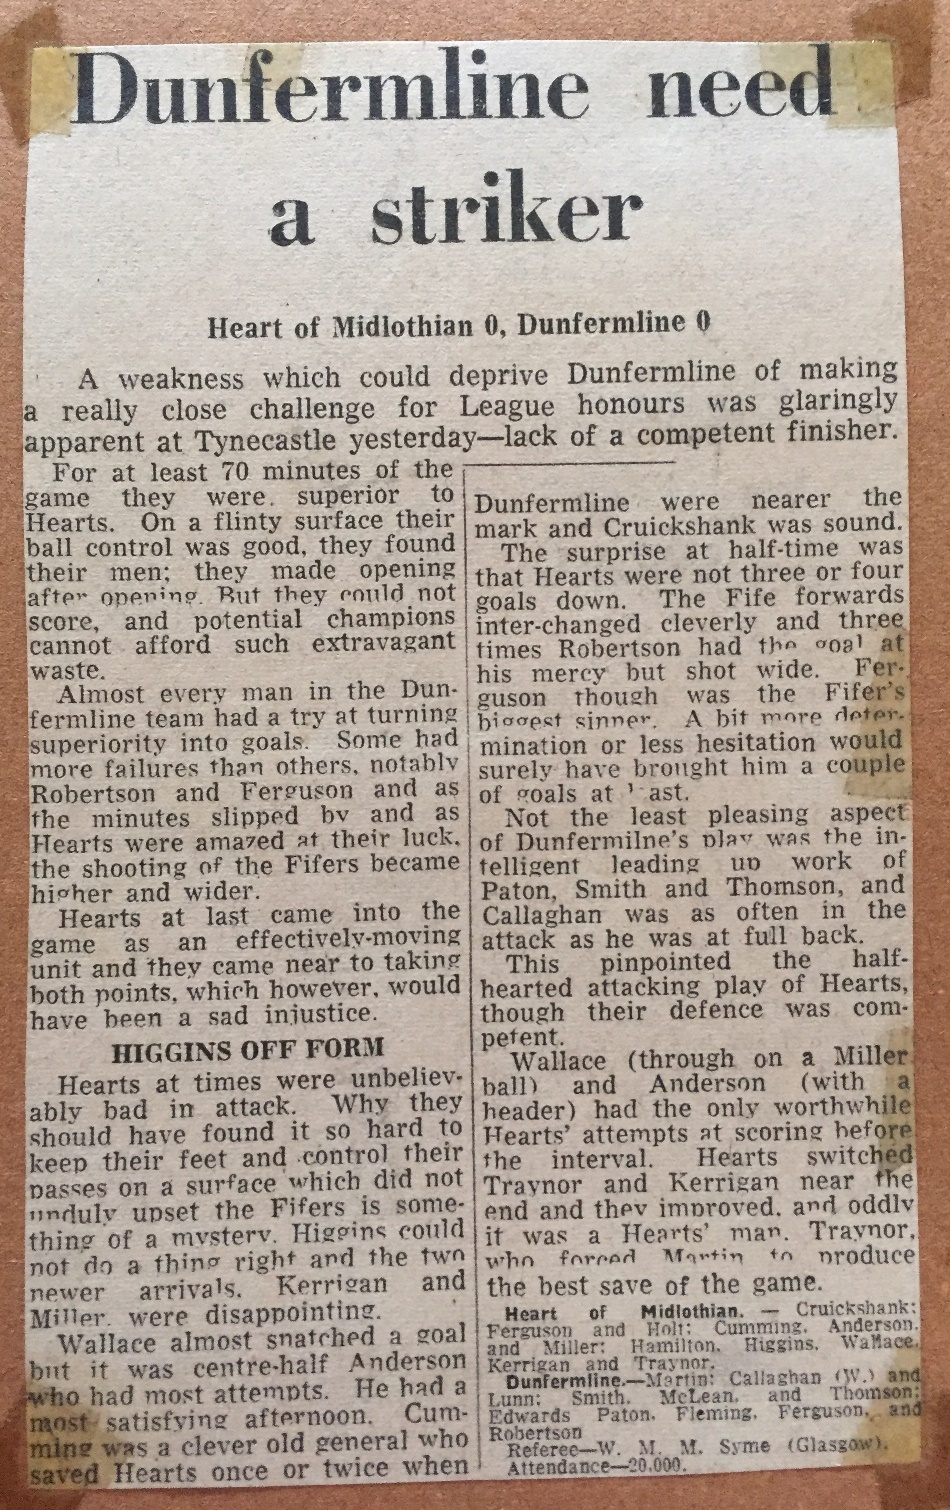 Dunfermline need
a striker
Heart of Midlothian 0, Dunfermline 0
A weakness which could deprive Dunfermline of making
a really close challenge for League honours was glaringly
apparent at Tynecastle yesterday—lack of a competent finisher.
For at least 70 minutes of the
game they were superior to
Hearts. On a flinty surface their
ball control was good, they found
their men; they made opening
after opening. But they could not
score, and potential champions
cannot afford such extravagant
waste.
Almost every man in the Dun-
fermline team had a try at turning
superiority into goals. Some had
more failures than others, notably
Robertson and Ferguson and as
the minutes slipped by and as
Hearts were amazed at their luck,
the shooting of the Fifers became
higher and wider.
Hearts at last came into the
game as an effectively-moving
unit and they came near to taking
both points, which however, would
have been a sad injustice.
HIGGINS OFF FORM
Hearts at times were unbeliev-
ably bad in attack. Why they
should have found it so hard to
keep their feet and control their
passes on a surface which did not
unduly upset the Fifers is some-
thing of a mystery. Higgins could
not do a thing right and the two
newer arrivals, Kerrigan and
Miller, were disappointing.
Wallace almost snatched a goal
but it was centre-half Anderson
who had most attempts. He had a
most satisfying afternoon. Cum-
ming was a clever old general who
saved Hearts once or twice when
Dunfermline were nearer the
mark and Cruickshank was sound.
The surprise at half-time was
that Hearts were not three or four
goals down. The Fife forwards
inter-changed cleverly and three
times Robertson had the goal at
his mercy but shot wide. Fer-
guson though was the Fifer's
biggest sinner. A bit more deter-
mination or less hesitation would
surely have brought him a couple
of goals at least.
Not the least pleasing aspect
of Dunfermilne's play was the in-
telligent leading up work of
Paton, Smith and Thomson, and
Callaghan was as often in the
attack as he was at full back.
This pinpointed the half-
hearted attacking play of Hearts,
though their defence was com-
petent.
Wallace (through on a Miller
ball) and Anderson (with a
header) had the only worthwhile
Hearts' attempts at scoring before
the interval. Hearts switched
Traynor and Kerrigan near the
end and they improved, and oddly
it was a Hearts' man, Traynor,
who forced Martin to produce
the best save of the game.
Heart of Midlothian. — Cruickshank;
Ferguson and Holt; Cumming, Anderson,
and Miller; Hamilton, Higgins, Wallace,
Kerrigan and Traynor.
Dunfermline.—Martin; Callaghan (W.) and
Lunn; Smith, McLean, and Thomson;
Edwards Paton, Fleming, Ferguson, and
Robertson
Referee—W. M. M. Syme (Glasgow).
Attendance—20,000.